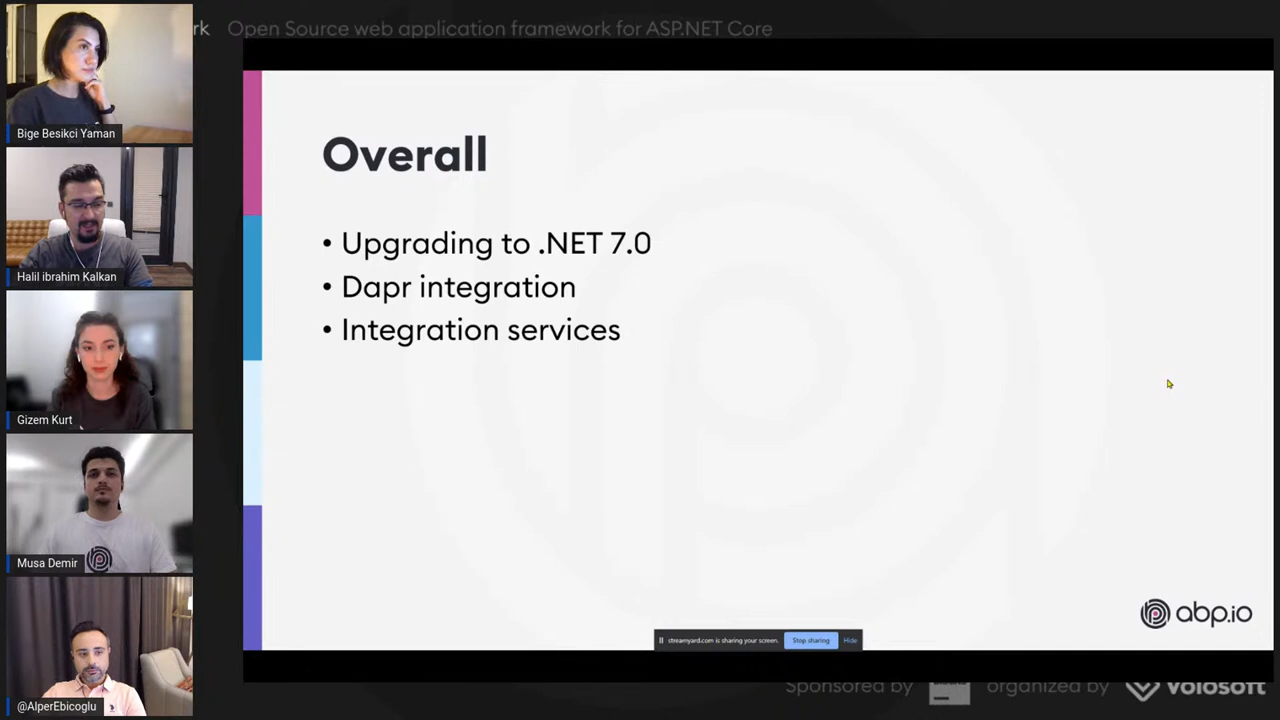 rk Open Source web application framework for ASP.NET Core
Bige Besikci Yaman
Halil ibrahim Kalkan
Gizem Kurt
Musa Demir
@AlperEbicoglu
Overall
• Upgrading to .NET 7.0
• Dapr integration
• Integration services
abp.io
streamyard.com is sharing your screen. Stop sharing Hide
Sponsored by organized by Volosoft